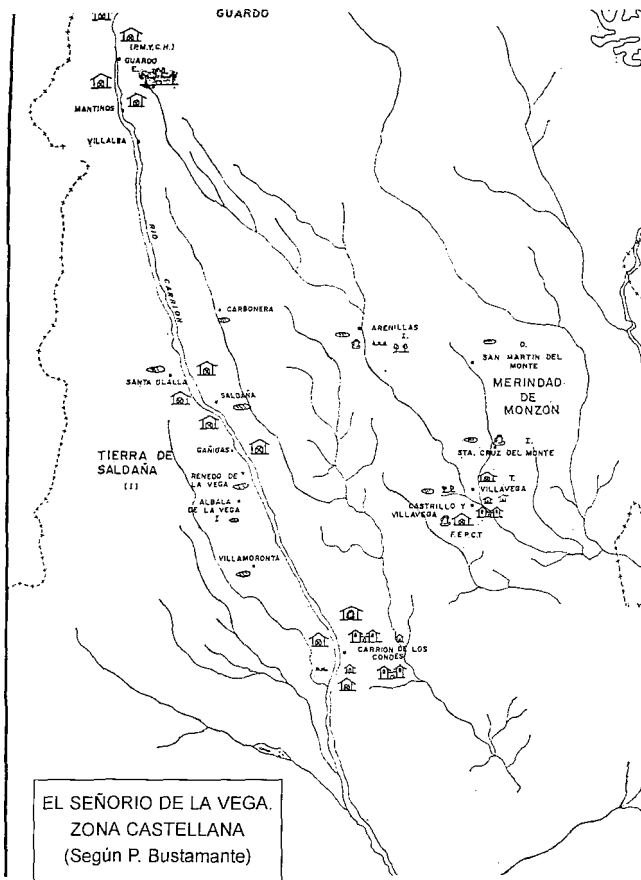 GUARDO
(P.M.Y.C.H.)
GUARDO
E.
MANTINOS
VILLALBA
RIO
CARRION
CARBONERA
ARENILLAS
I.
O.
SAN MARTIN DEL
MONTE
MERINDAD
DE
MONZON
SANTA OLALLA
SALDAÑA
I.
STA. CRUZ DEL MONTE
GAÑIGAS
TIERRA DE
SALDAÑA
(I)
RENEDO DE
LA VEGA
T.
VILLAVEGA
P.D.
ALBALA
DE LA VEGA
I
CASTRILLO Y
VILLAVEGA
F.E.P.C.T
VILLAMORONTA
CARRION DE LOS
CONDES
EL SEÑORIO DE LA VEGA.
ZONA CASTELLANA
(Según P. Bustamante)